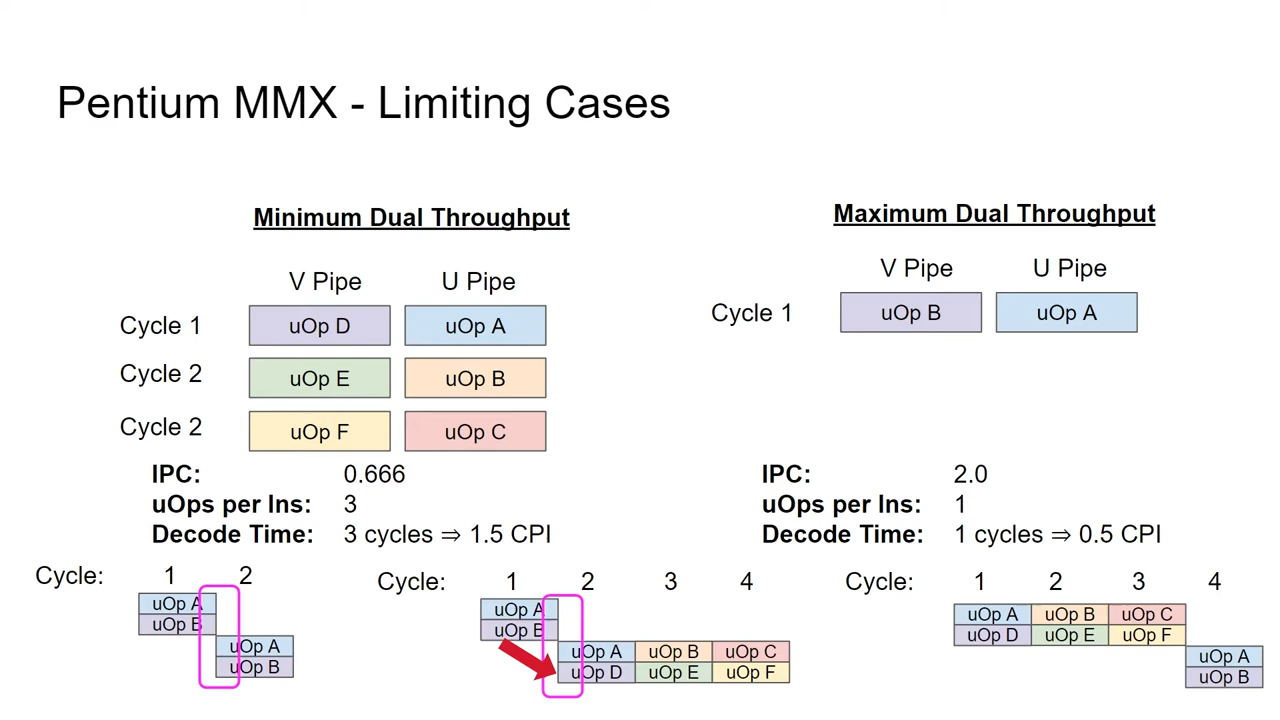 Pentium MMX - Limiting Cases
Minimum Dual Throughput
V Pipe U Pipe
Cycle 1 uOp D uOp A
Cycle 2 uOp E uOp B
Cycle 2 uOp F uOp C
IPC: 0.666
uOps per Ins: 3
Decode Time: 3 cycles ⇒ 1.5 CPI
Maximum Dual Throughput
V Pipe U Pipe
Cycle 1 uOp B uOp A
IPC: 2.0
uOps per Ins: 1
Decode Time: 1 cycles ⇒ 0.5 CPI
Cycle: 1 2
uOp A
uOp B
uOp A
uOp B
Cycle: 1 2 3 4
uOp A
uOp B
uOp A uOp B uOp C
uOp D uOp E uOp F
Cycle: 1 2 3 4
uOp A uOp B uOp C
uOp D uOp E uOp F
uOp A
uOp B